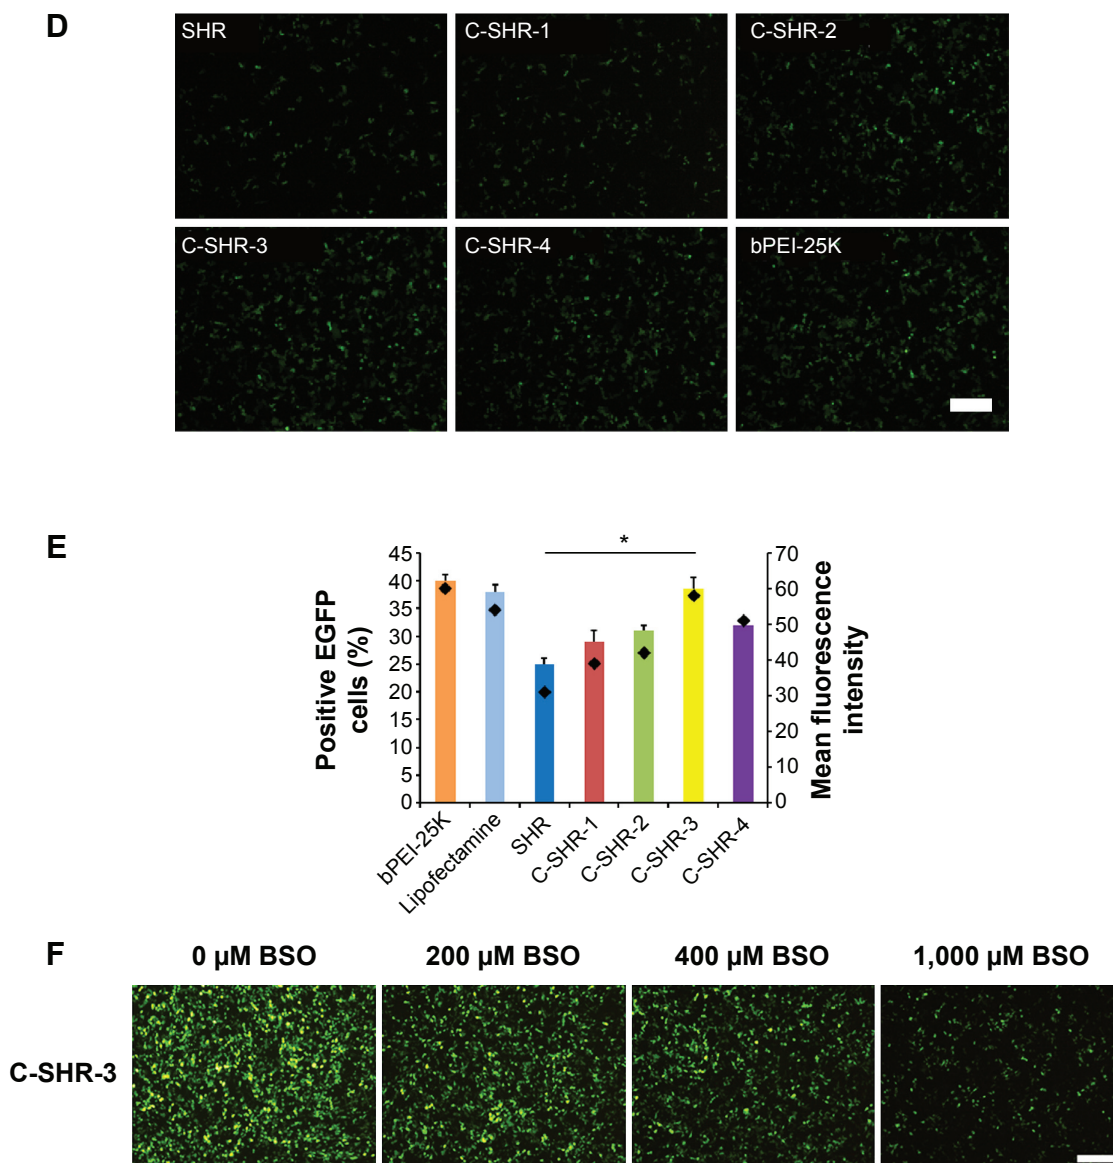 D
SHR
C-SHR-1
C-SHR-2
C-SHR-3
C-SHR-4
bPEI-25K
E
Positive EGFP
cells (%)
45
40
35
30
25
20
15
10
5
0
*
70
60
50
40
30
20
10
0
Mean fluorescence
intensity
bPEI-25K
Lipofectamine
SHR
C-SHR-1
C-SHR-2
C-SHR-3
C-SHR-4
F
0 µM BSO
200 µM BSO
400 µM BSO
1,000 µM BSO
C-SHR-3